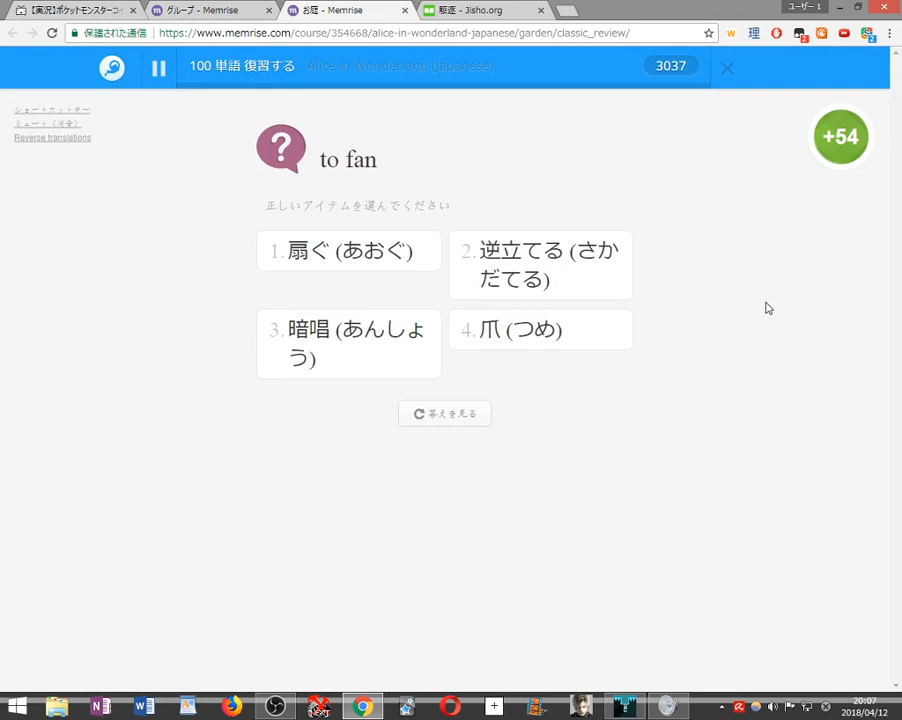 【実況】ポケットモンスターコイ
グループ - Memrise
お庭 - Memrise
駆逐 - Jisho.org
ユーザー 1
保護された通信
https://www.memrise.com/course/354668/alice-in-wonderland-japanese/garden/classic_review/
100 単語 復習する
Alice in Wonderland (Japanese)
3037
ショートカットキー
ミュート（消音）
Reverse translations
+54
?
to fan
正しいアイテムを選んでください
1. 扇ぐ (あおぐ)
2. 逆立てる (さか
だてる)
3. 暗唱 (あんしょ
う)
4. 爪 (つめ)
答えを見る
20:07
2018/04/12